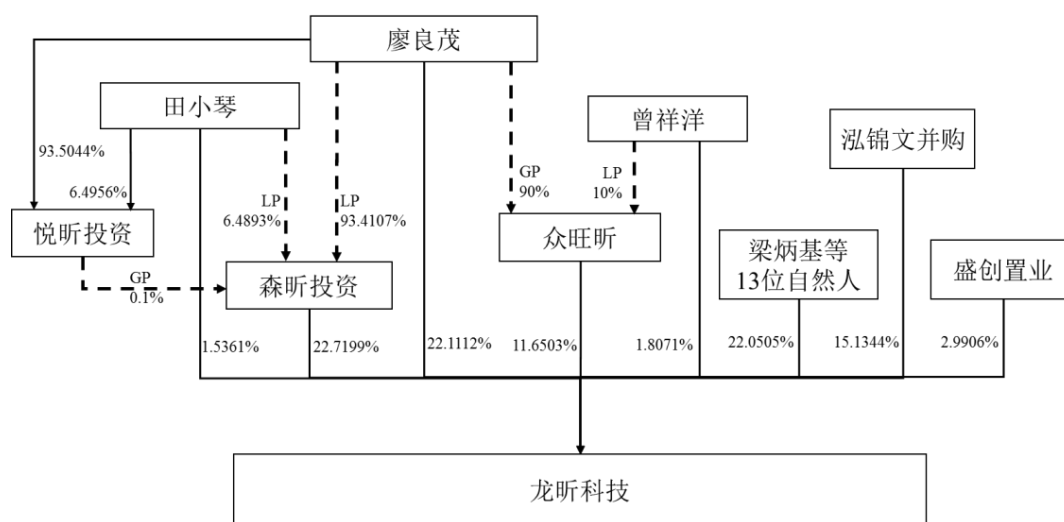 廖良茂
田小琴
曾祥洋
泓锦文并购
93.5044%
6.4956%
LP
6.4893%
LP
93.4107%
GP
90%
LP
10%
悦昕投资
众旺昕
梁炳基等
13位自然人
盛创置业
GP
0.1%
森昕投资
1.5361%
22.7199%
22.1112%
11.6503%
1.8071%
22.0505%
15.1344%
2.9906%
龙昕科技